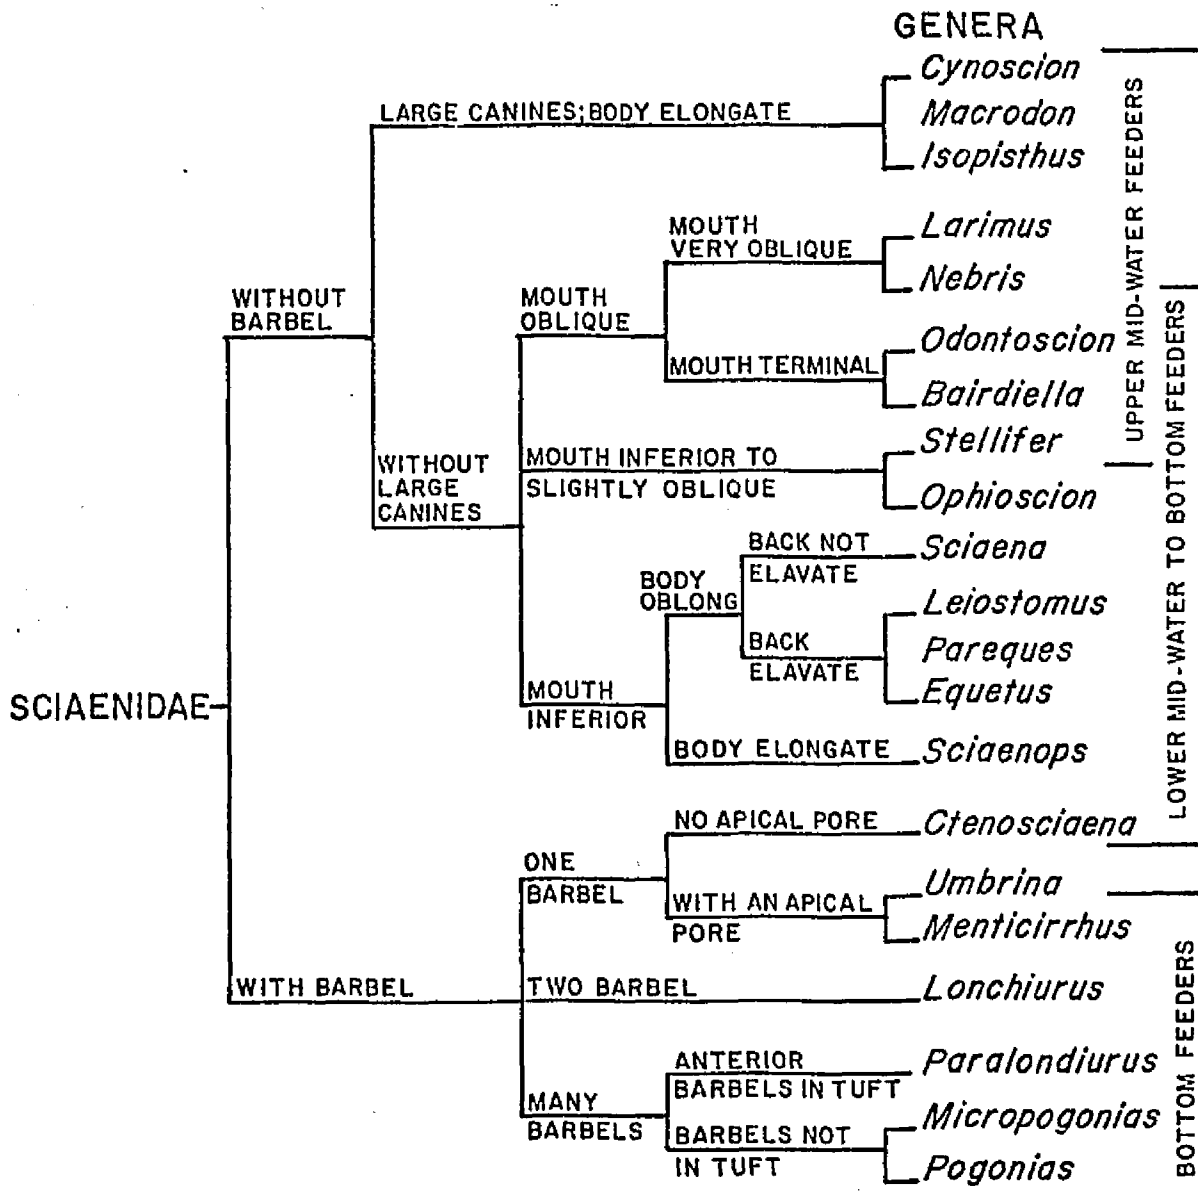 GENERA
Cynoscion
LARGE CANINES; BODY ELONGATE
Macrodon
Isopisthus
MOUTH
VERY OBLIQUE
Larimus
Nebris
WITHOUT
BARBEL
MOUTH
OBLIQUE
Odontoscion
MOUTH TERMINAL
Bairdiella
WITHOUT
LARGE
CANINES
MOUTH INFERIOR TO
SLIGHTLY OBLIQUE
Stellifer
Ophioscion
BACK NOT
ELAVATE
Sciaena
BODY
OBLONG
Leiostomus
BACK
ELAVATE
Pareques
Equetus
SCIAENIDAE
MOUTH
INFERIOR
BODY ELONGATE
Sciaenops
NO APICAL PORE
Ctenosciaena
ONE
BARBEL
WITH AN APICAL
PORE
Umbrina
Menticirrhus
WITH BARBEL
TWO BARBEL
Lonchiurus
ANTERIOR
BARBELS IN TUFT
Paralondiurus
MANY
BARBELS
BARBELS NOT
IN TUFT
Micropogonias
Pogonias
UPPER MID-WATER FEEDERS
LOWER MID-WATER TO BOTTOM FEEDERS
BOTTOM FEEDERS